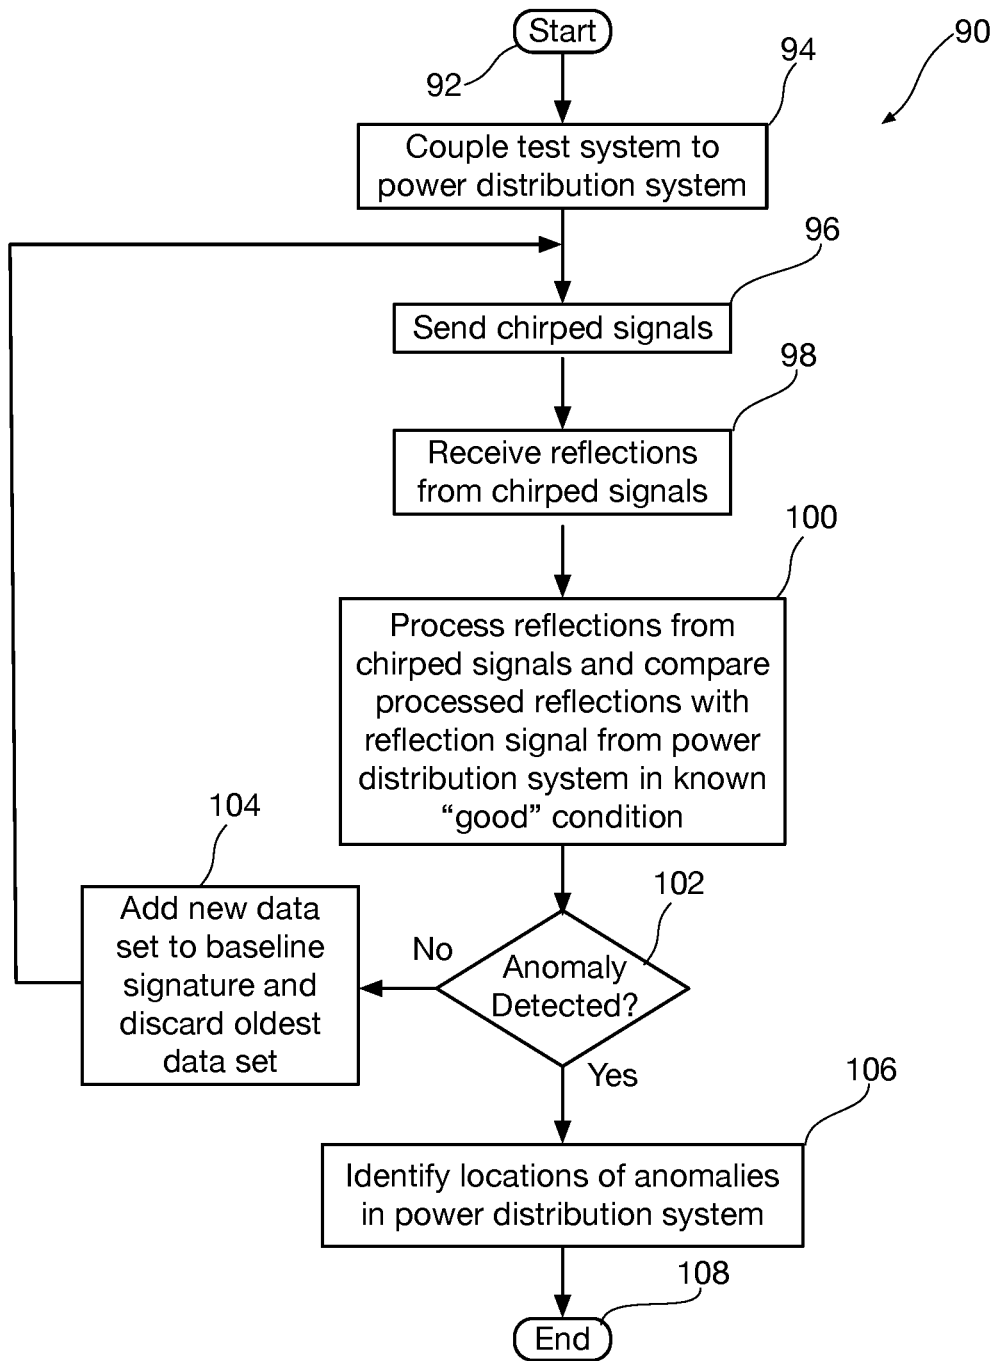 Start
90
92
94
Couple test system to
power distribution system
96
Send chirped signals
98
Receive reflections
from chirped signals
100
Process reflections from
chirped signals and compare
processed reflections with
reflection signal from power
distribution system in known
“good” condition
104
102
Add new data
set to baseline
signature and
discard oldest
data set
No
Anomaly
Detected?
Yes
106
Identify locations of anomalies
in power distribution system
108
End